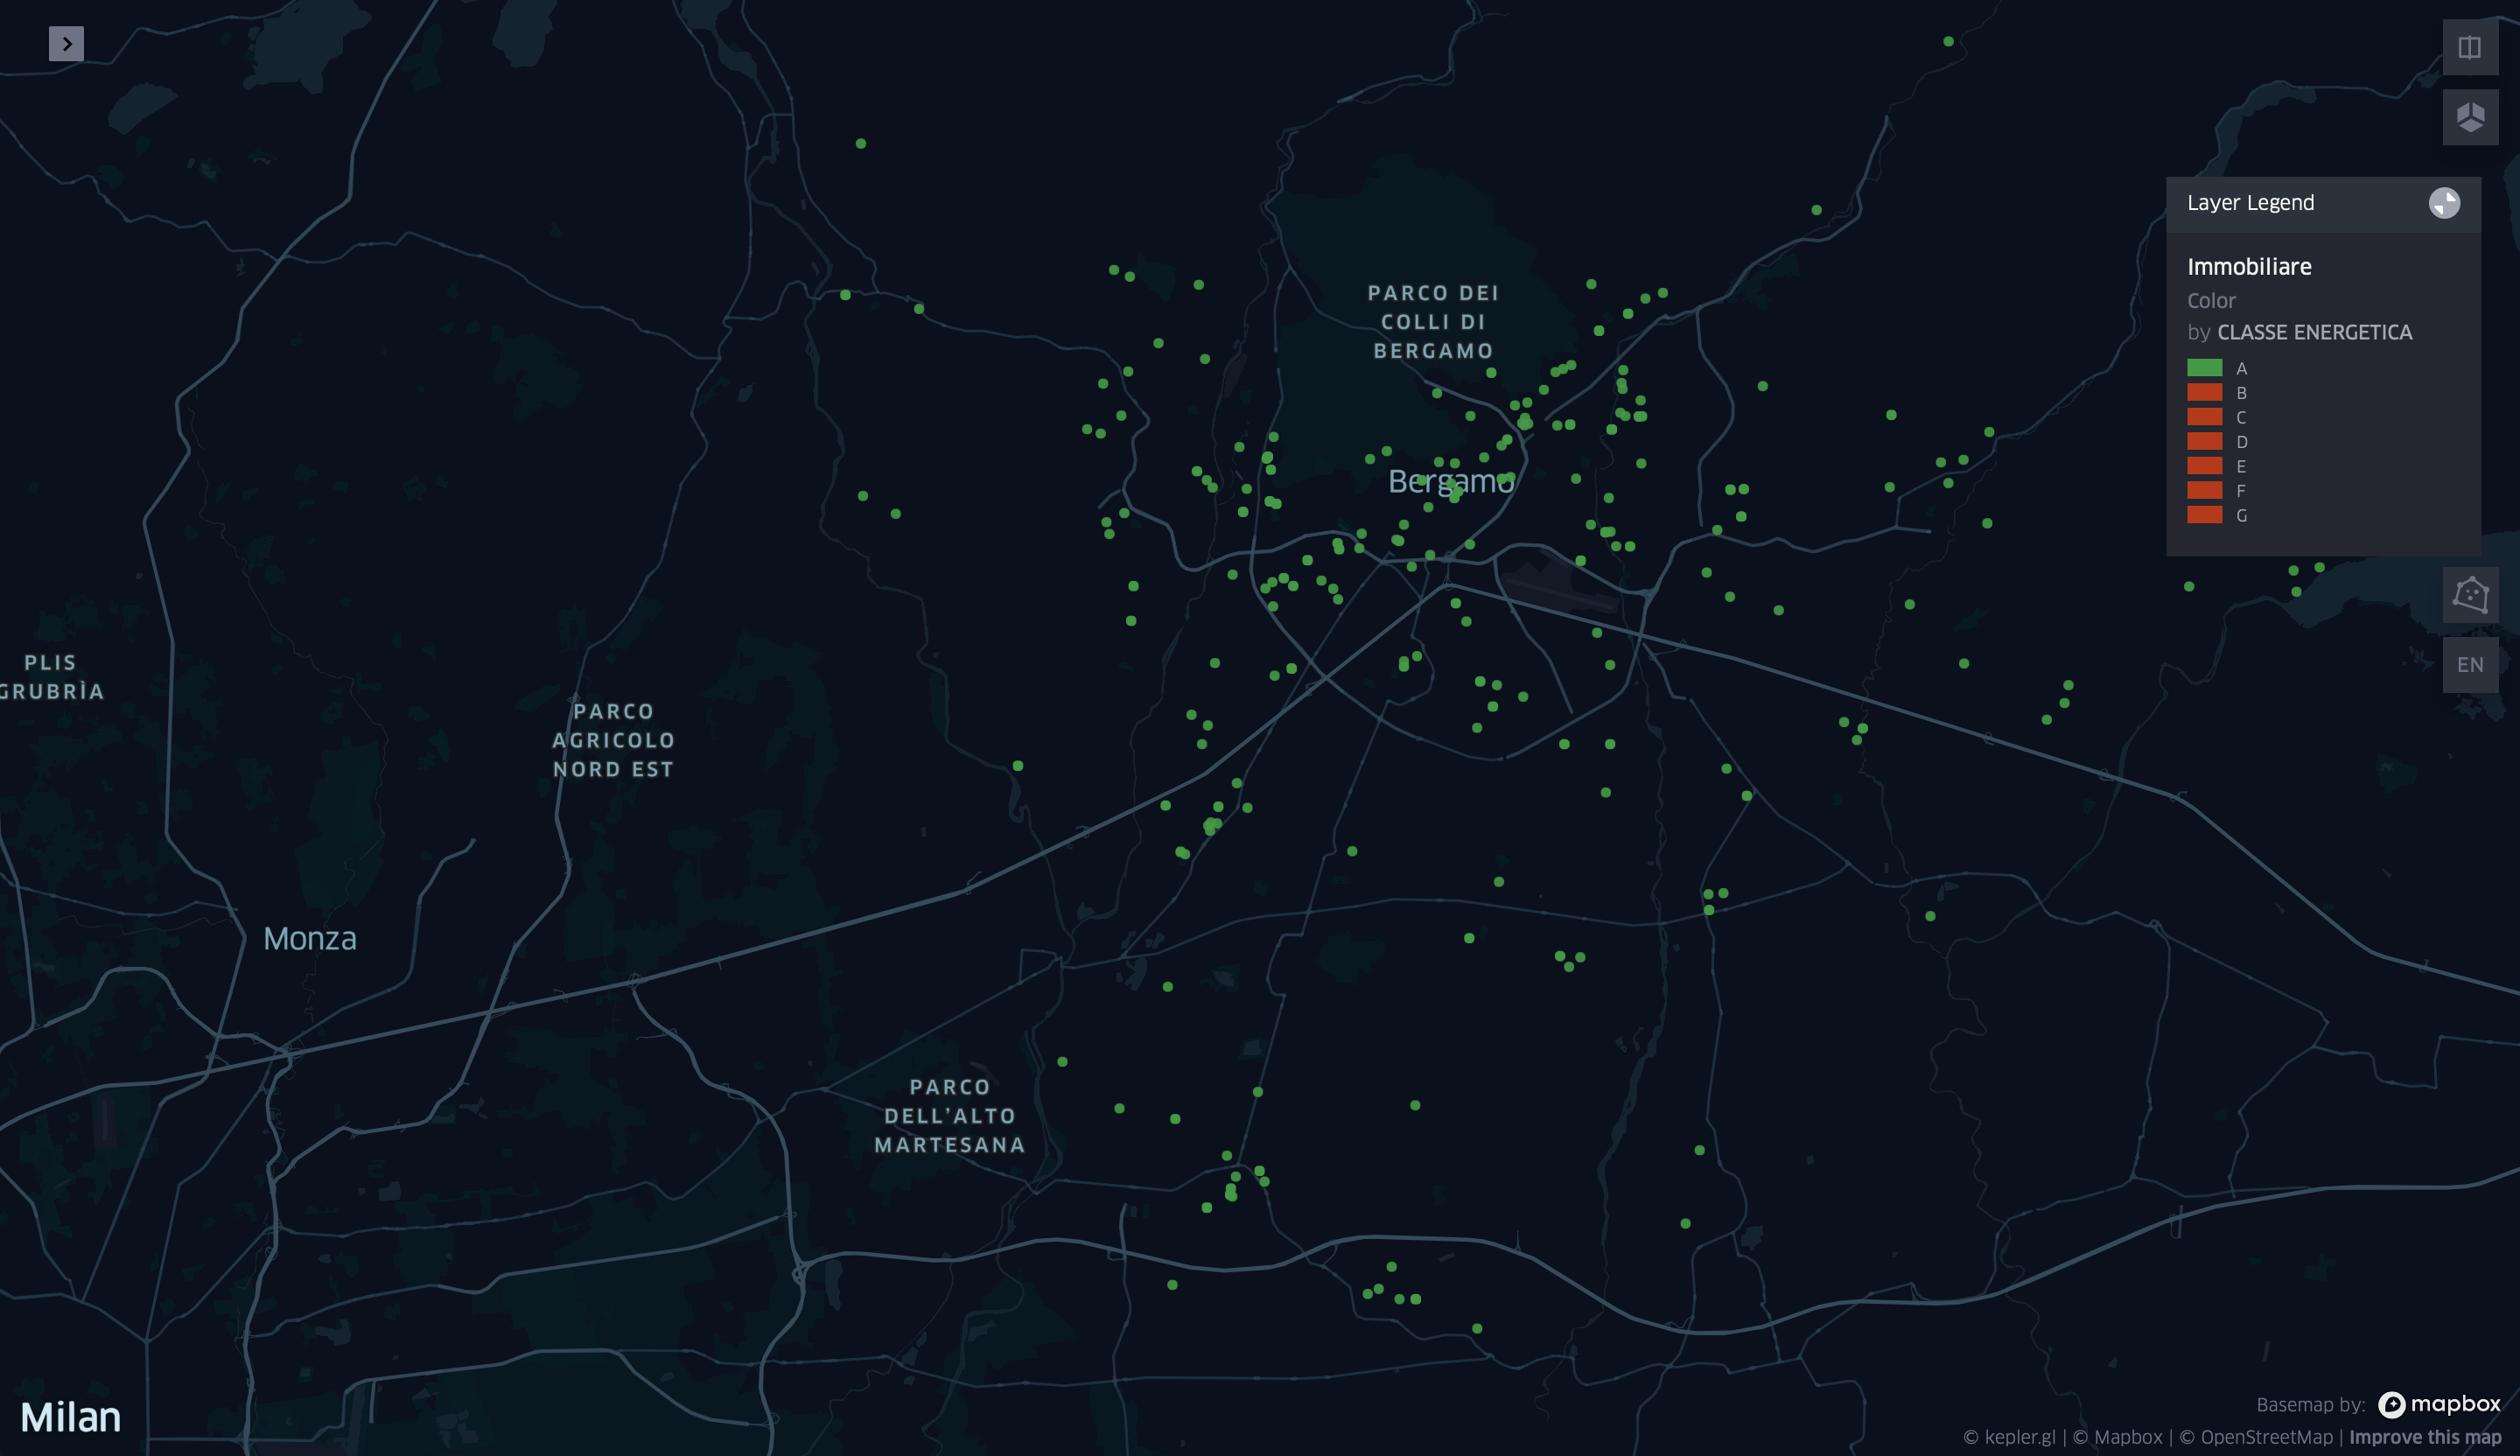 Layer Legend
Immobiliare
Color
by CLASSE ENERGETICA
A
B
C
D
E
F
G
EN
PARCO DEI
COLLI DI
BERGAMO
Bergamo
PLIS
GRUBRÌA
PARCO
AGRICOLO
NORD EST
Monza
PARCO
DELL'ALTO
MARTESANA
Milan
Basemap by: mapbox
© kepler.gl | © Mapbox | © OpenStreetMap | Improve this map